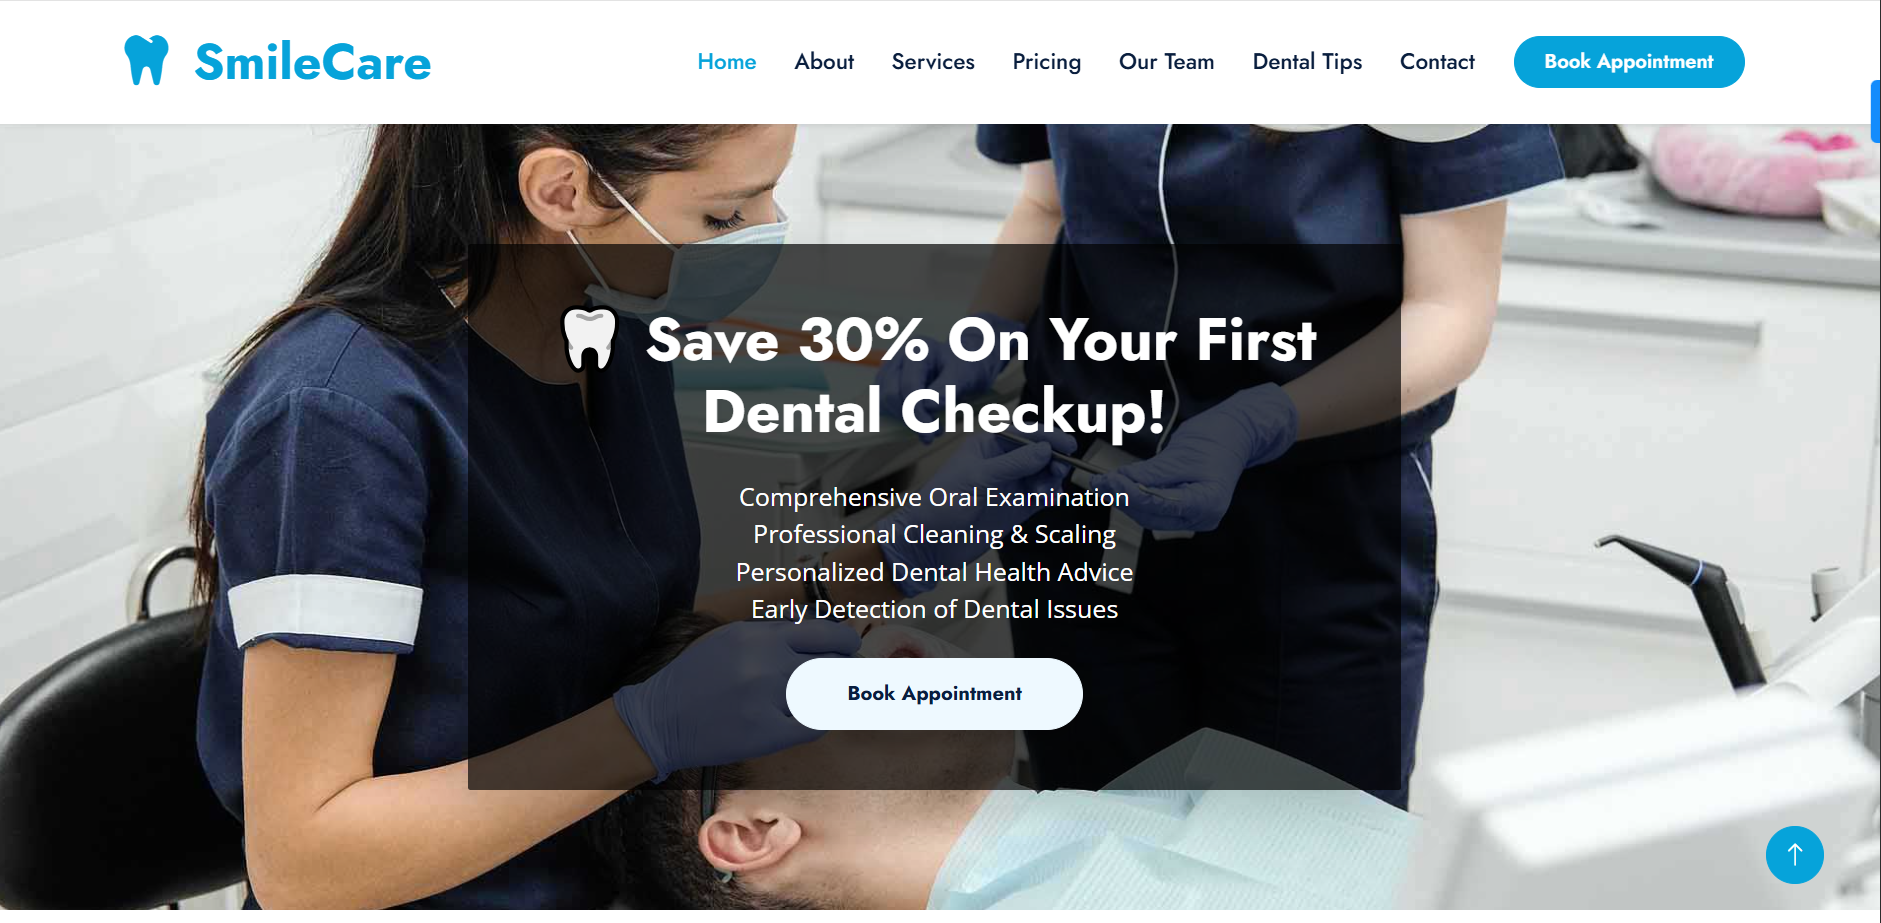 SmileCare
Home About Services Pricing Our Team Dental Tips Contact Book Appointment
Save 30% On Your First
Dental Checkup!
Comprehensive Oral Examination
Professional Cleaning & Scaling
Personalized Dental Health Advice
Early Detection of Dental Issues
Book Appointment